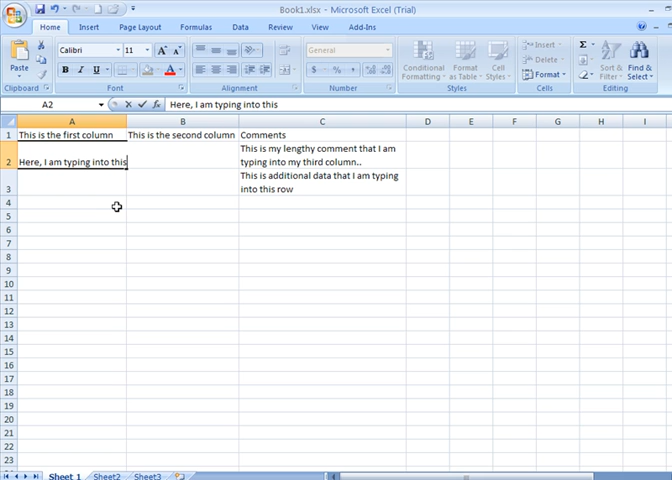 Book1.xlsx - Microsoft Excel (Trial)
Home Insert Page Layout Formulas Data Review View Add-Ins
Paste
Calibri 11
B I U
General
$ % ,
Conditional Formatting
Format as Table
Cell Styles
Insert
Delete
Format
Sort & Filter
Find & Select
Clipboard Font Alignment Number Styles Cells Editing
A2 fx Here, I am typing into this
A B C D E F G H I
1 This is the first column This is the second column Comments
This is my lengthy comment that I am
2 Here, I am typing into this typing into my third column..
This is additional data that I am typing
3 into this row
4
5
6
7
8
9
10
11
12
13
14
15
16
17
18
19
20
21
22
23
Sheet 1 Sheet2 Sheet3